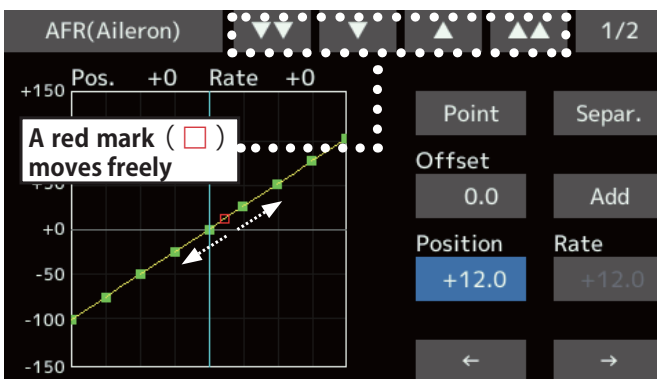 AFR(Aileron) ▼▼ ▼ ▲ ▲▲ 1/2
Pos. +0 Rate +0
+150
A red mark (□)
moves freely
+50
+0
-50
-100
-150
Point Separ.
Offset
0.0 Add
Position Rate
+12.0 +12.0
← →